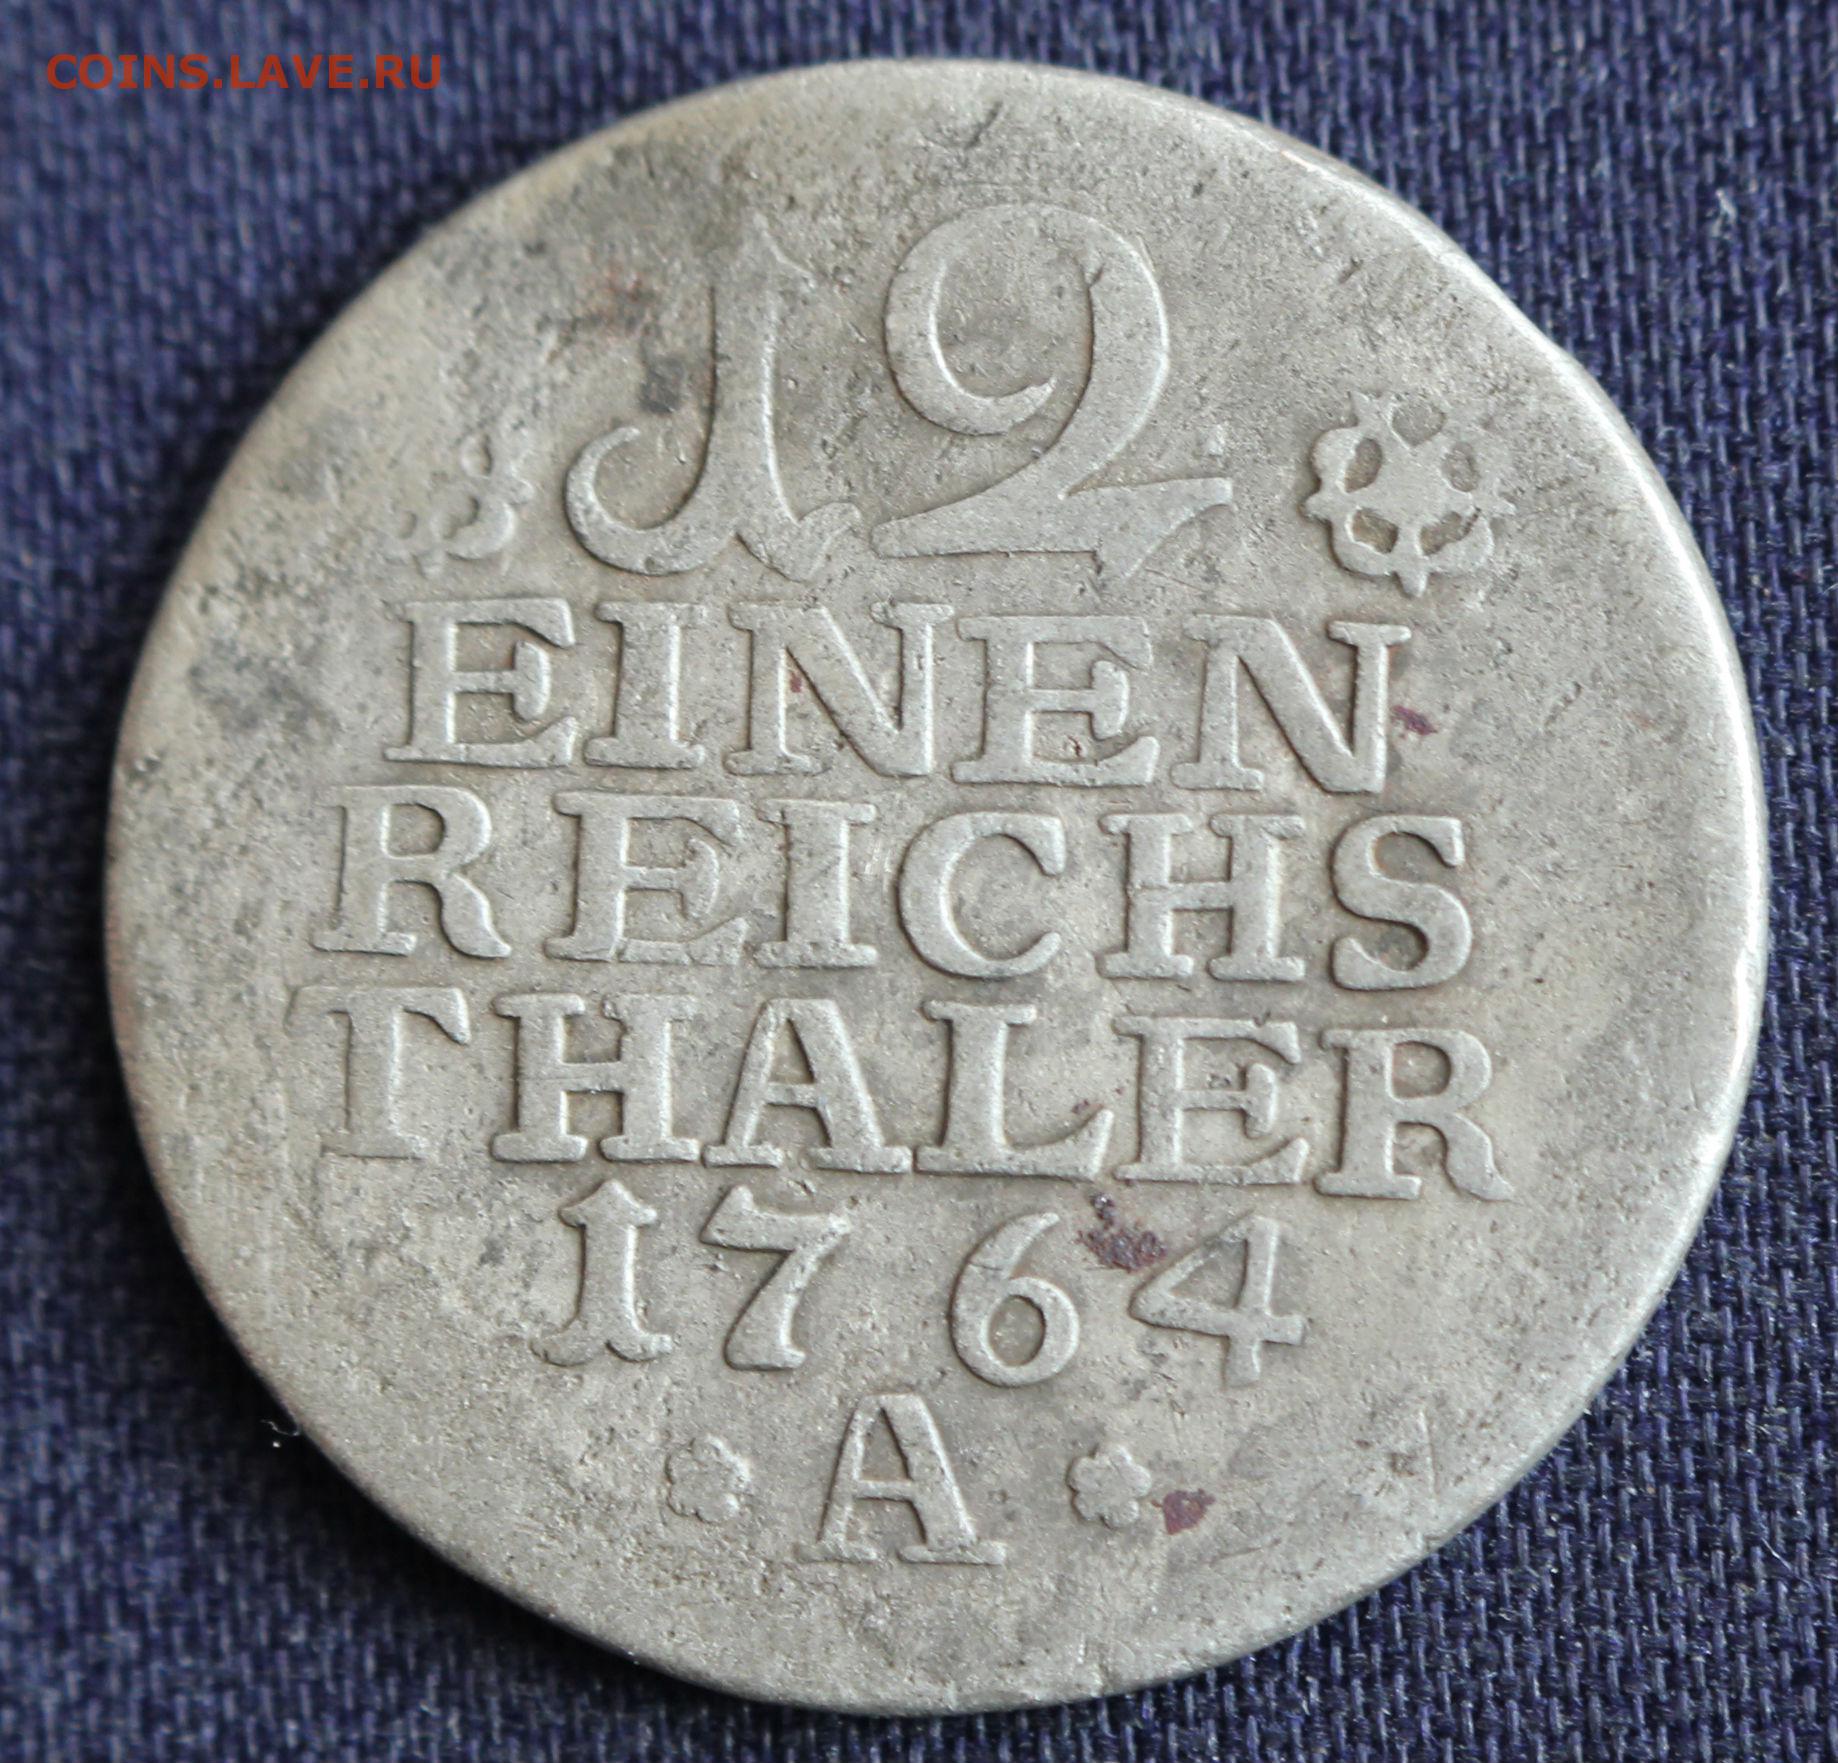 COINS.LAVE.RU
12
EINEN
REICHS
THALER
1764
A